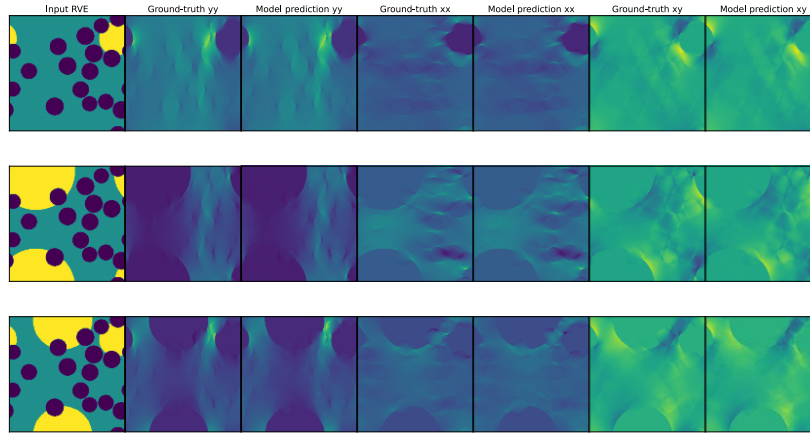 Input RVE
Ground-truth yy
Model prediction yy
Ground-truth xx
Model prediction xx
Ground-truth xy
Model prediction xy